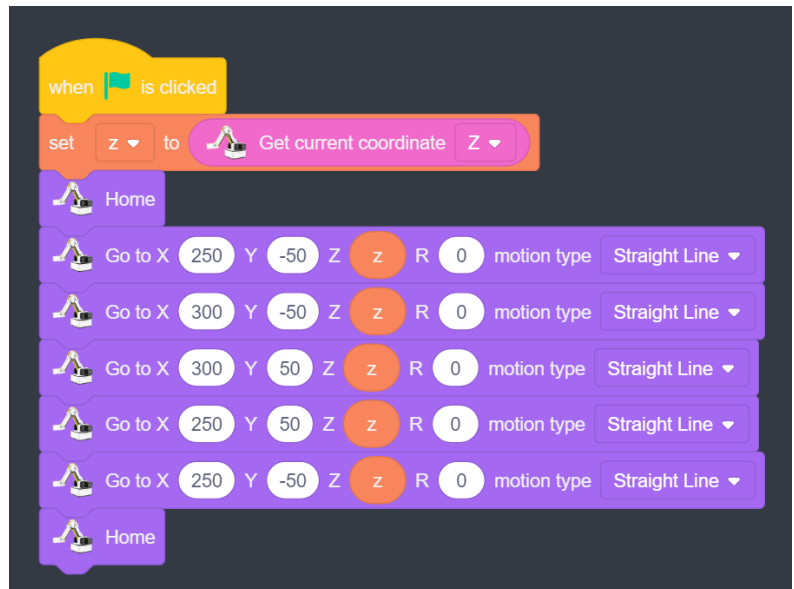 when is clicked
set z to Get current coordinate Z
Home
Go to X 250 Y -50 Z z R 0 motion type Straight Line
Go to X 300 Y -50 Z z R 0 motion type Straight Line
Go to X 300 Y 50 Z z R 0 motion type Straight Line
Go to X 250 Y 50 Z z R 0 motion type Straight Line
Go to X 250 Y -50 Z z R 0 motion type Straight Line
Home